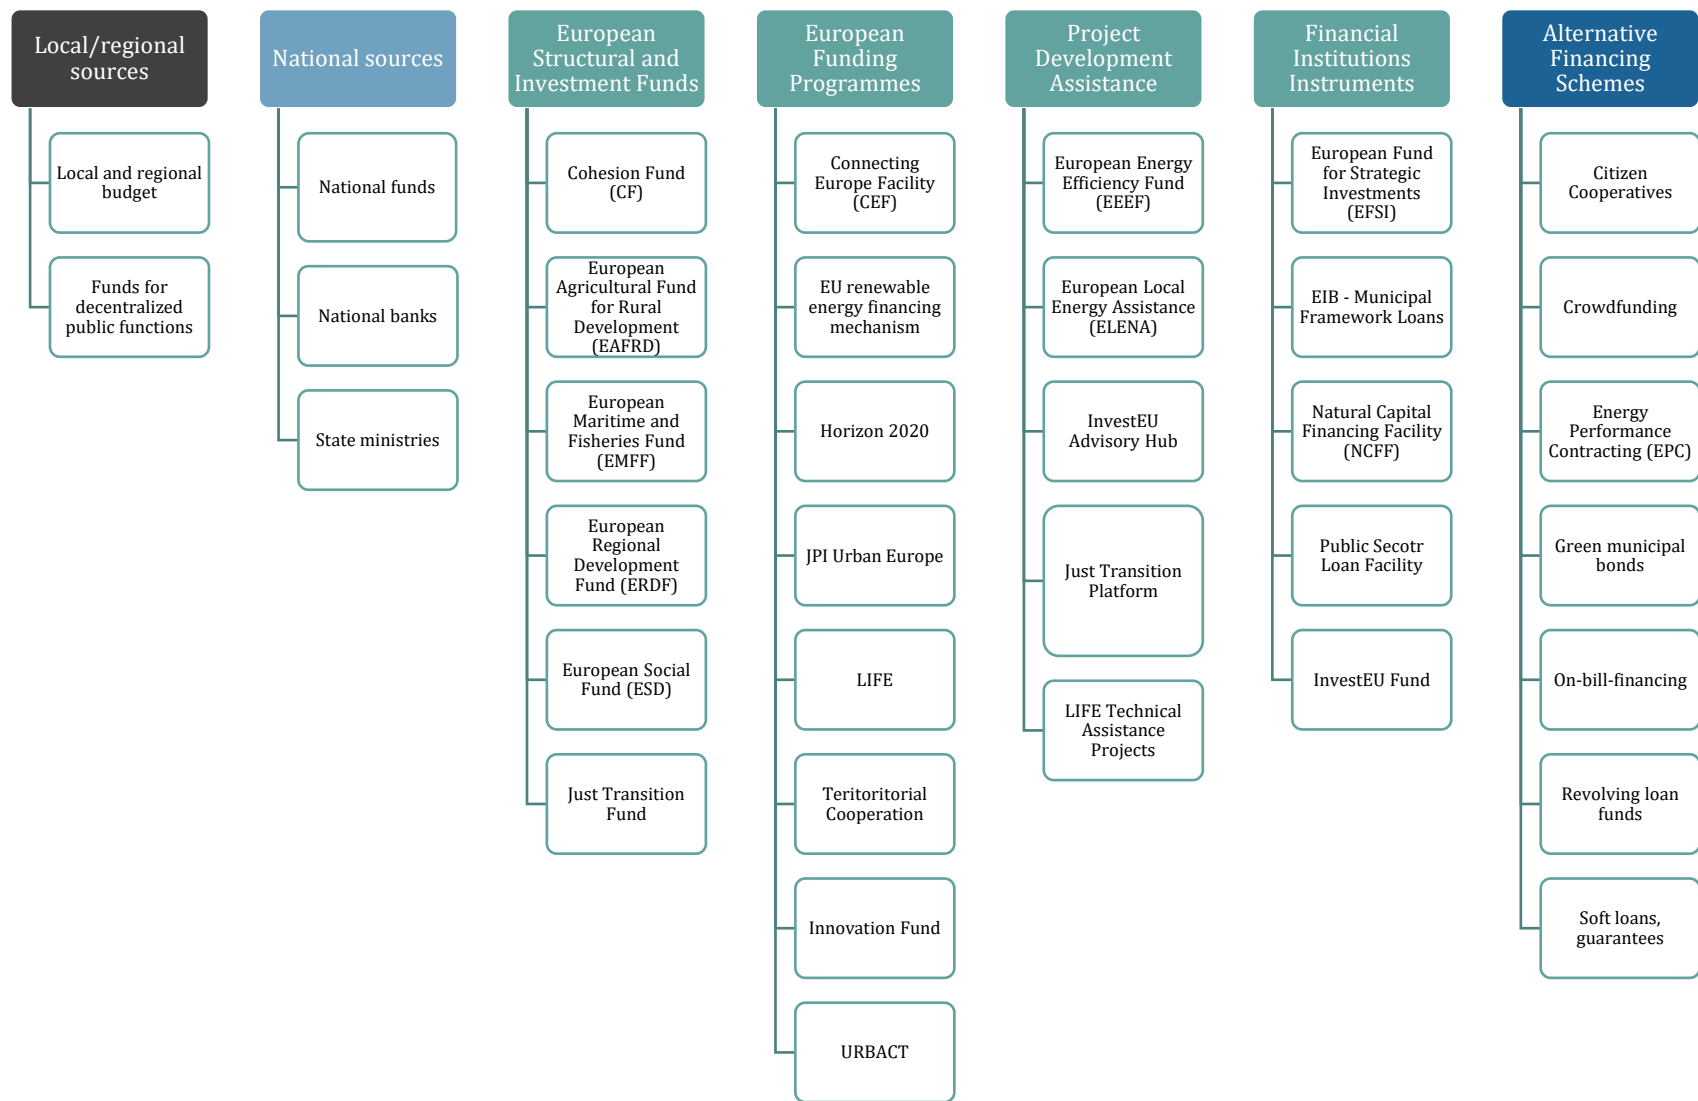 Local/regional
sources
Local and regional
budget
Funds for
decentralized
public functions
National sources
National funds
National banks
State ministries
European
Structural and
Investment Funds
Cohesion Fund
(CF)
European
Agricultural Fund
for Rural
Development
(EAFRD)
European
Maritime and
Fisheries Fund
(EMFF)
European
Regional
Development
Fund (ERDF)
European Social
Fund (ESD)
Just Transition
Fund
European
Funding
Programmes
Connecting
Europe Facility
(CEF)
EU renewable
energy financing
mechanism
Horizon 2020
JPI Urban Europe
LIFE
Teritoritorial
Cooperation
Innovation Fund
URBACT
Project
Development
Assistance
European Energy
Efficiency Fund
(EEEF)
European Local
Energy Assistance
(ELENA)
InvestEU
Advisory Hub
Just Transition
Platform
LIFE Technical
Assistance
Projects
Financial
Institutions
Instruments
European Fund
for Strategic
Investments
(EFSI)
EIB - Municipal
Framework Loans
Natural Capital
Financing Facility
(NCFF)
Public Secotr
Loan Facility
InvestEU Fund
Alternative
Financing
Schemes
Citizen
Cooperatives
Crowdfunding
Energy
Performance
Contracting (EPC)
Green municipal
bonds
On-bill-financing
Revolving loan
funds
Soft loans,
guarantees